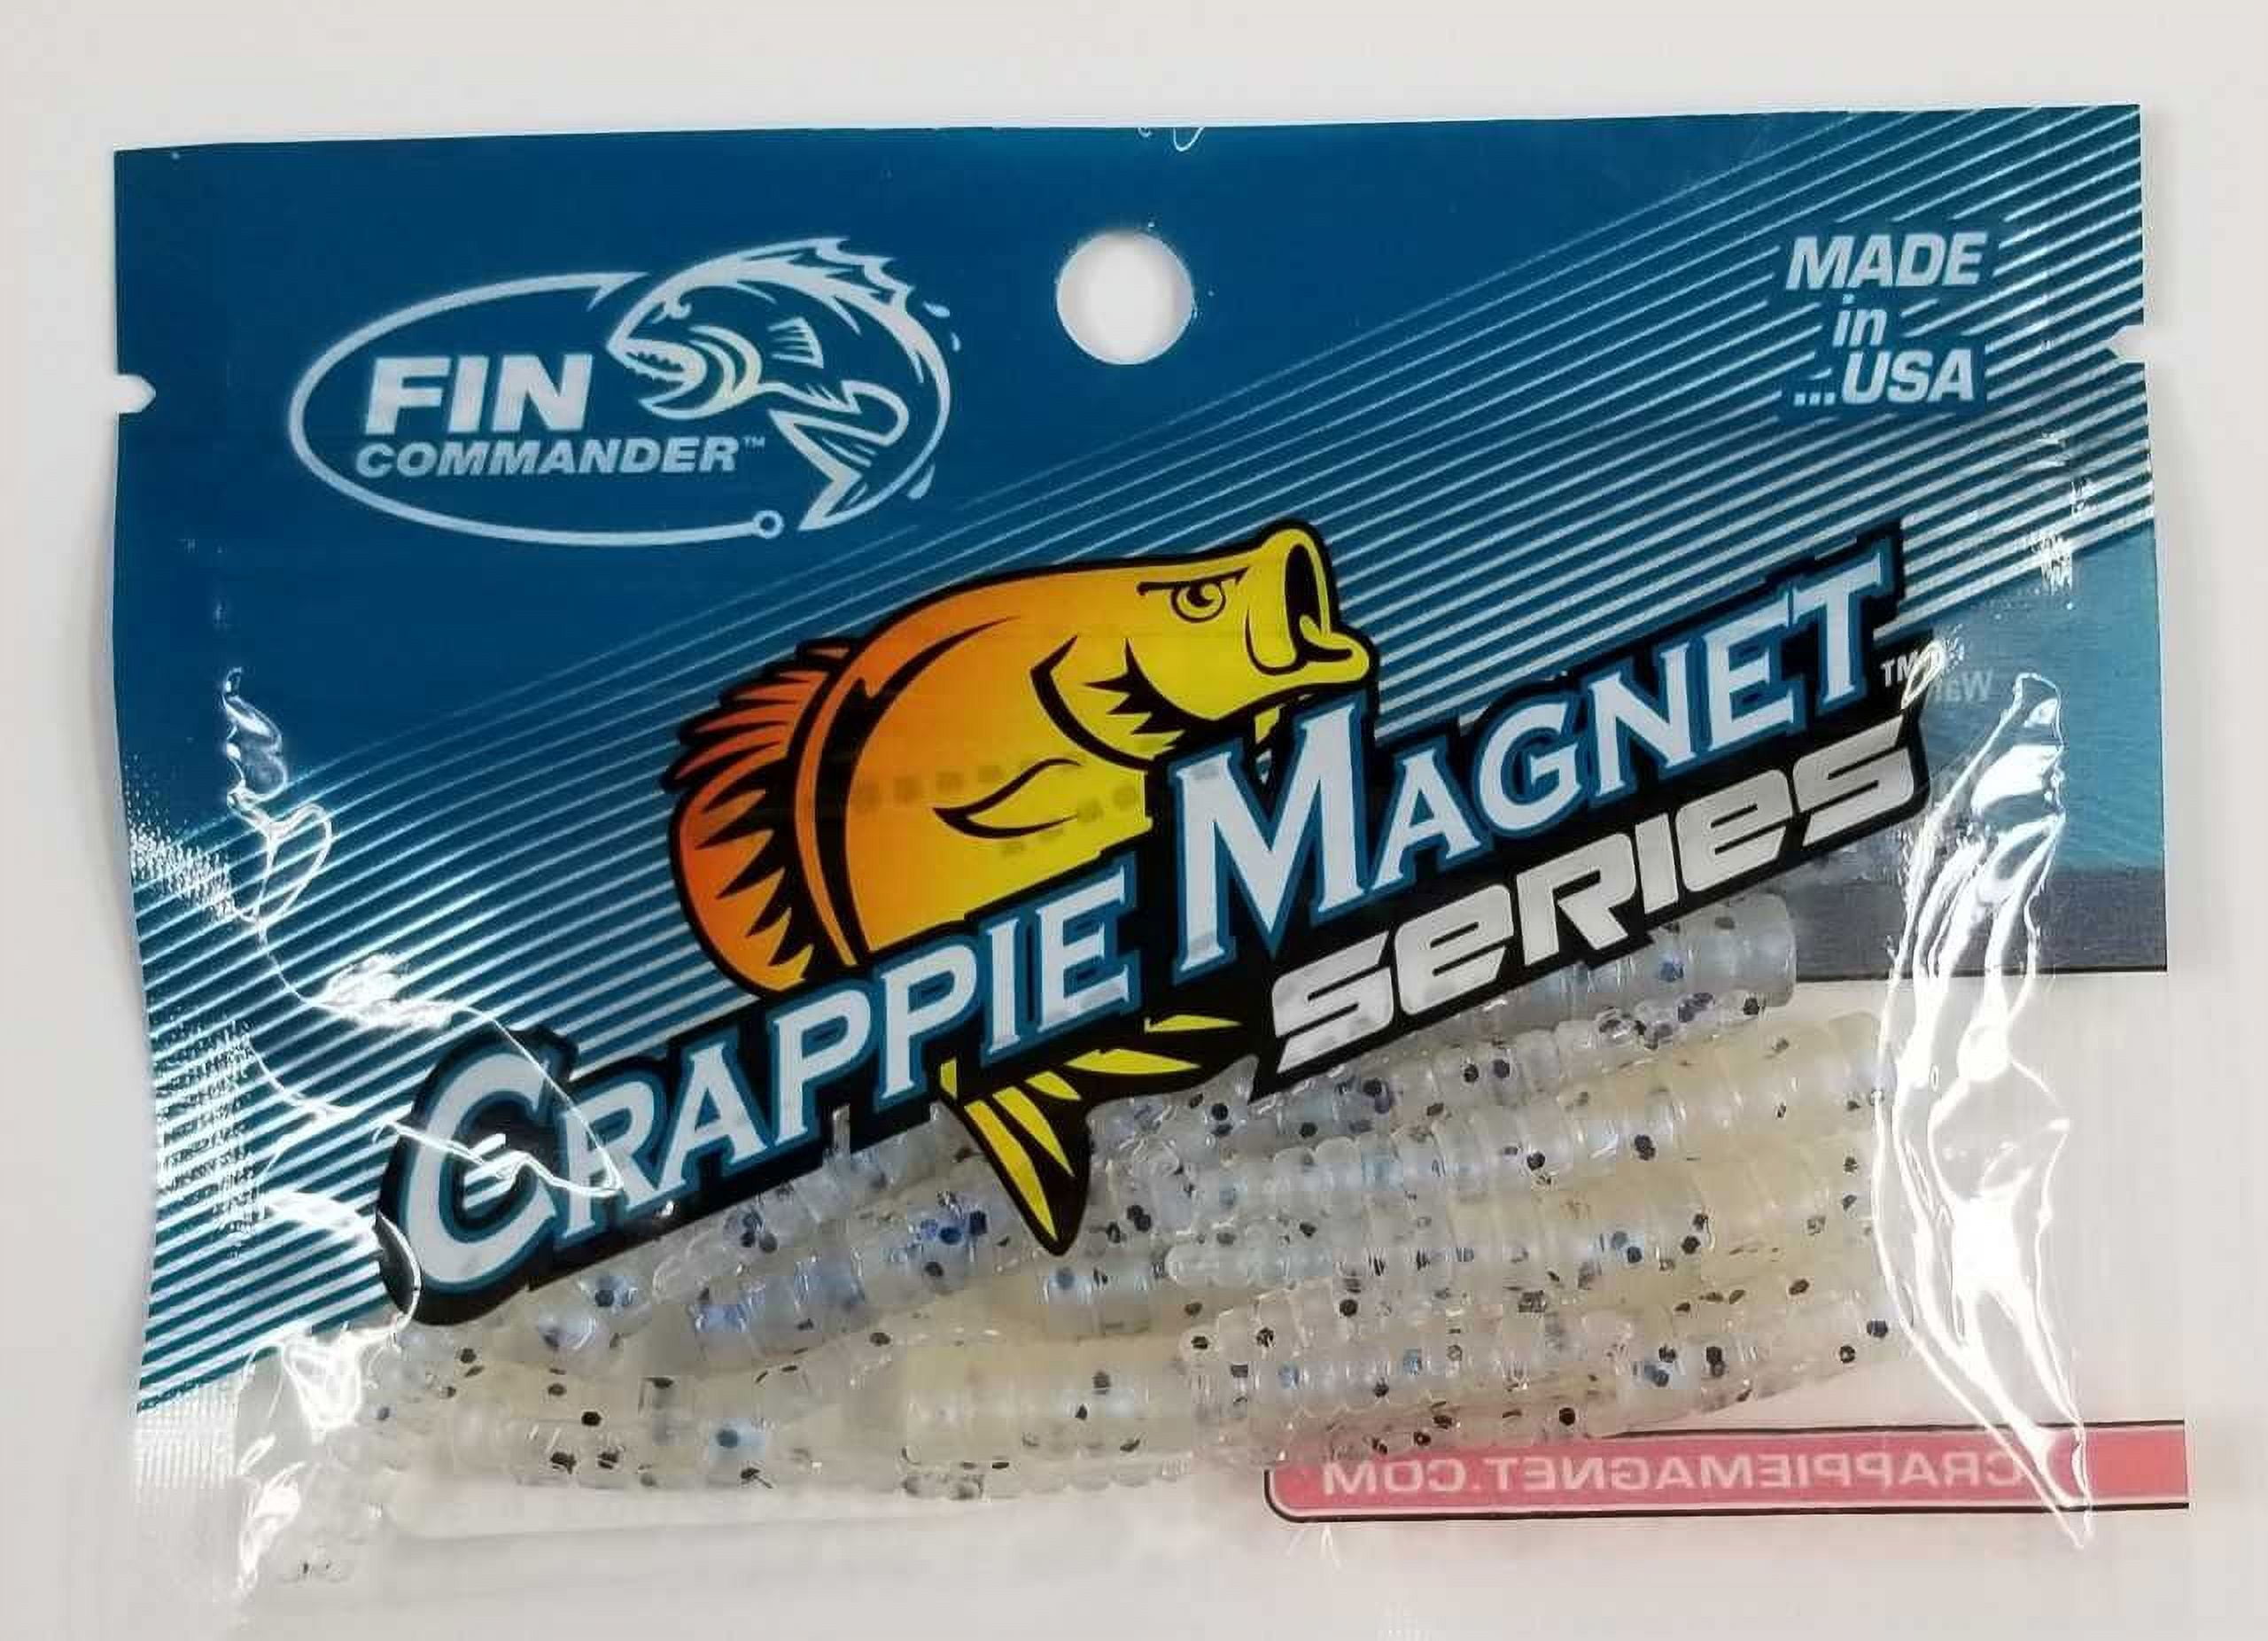 FIN
COMMANDER™
MADE
in
...USA
CRAPPIE MAGNET™
SERIES
CRAPPIEMAGNET.COM